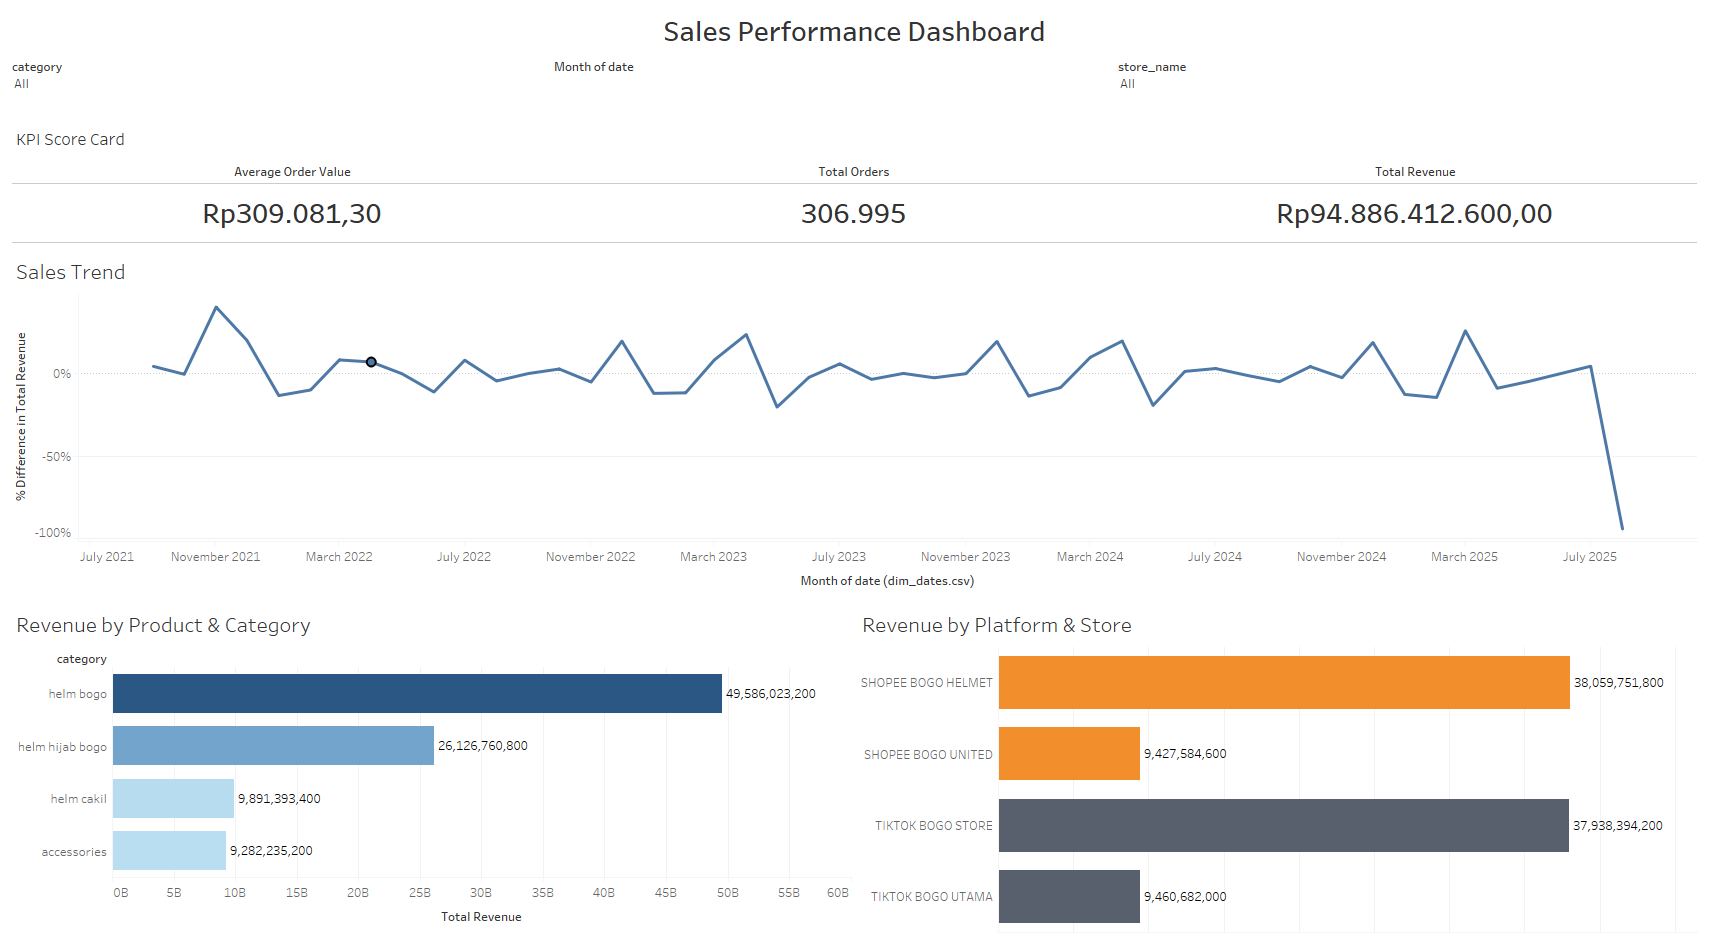 Sales Performance Dashboard
category
Month of date
store_name
All
All
KPI Score Card
Average Order Value
Total Orders
Total Revenue
Rp309.081,30
306.995
Rp94.886.412.600,00
Sales Trend
% Difference in Total Revenue
0%
-50%
-100%
July 2021
November 2021
March 2022
July 2022
November 2022
March 2023
July 2023
November 2023
March 2024
July 2024
November 2024
March 2025
July 2025
Month of date (dim_dates.csv)
Revenue by Product & Category
category
helm bogo
49,586,023,200
helm hijab bogo
26,126,760,800
helm cakil
9,891,393,400
accessories
9,282,235,200
0B
5B
10B
15B
20B
25B
30B
35B
40B
45B
50B
55B
60B
Total Revenue
Revenue by Platform & Store
SHOPEE BOGO HELMET
38,059,751,800
SHOPEE BOGO UNITED
9,427,584,600
TIKTOK BOGO STORE
37,938,394,200
TIKTOK BOGO UTAMA
9,460,682,000